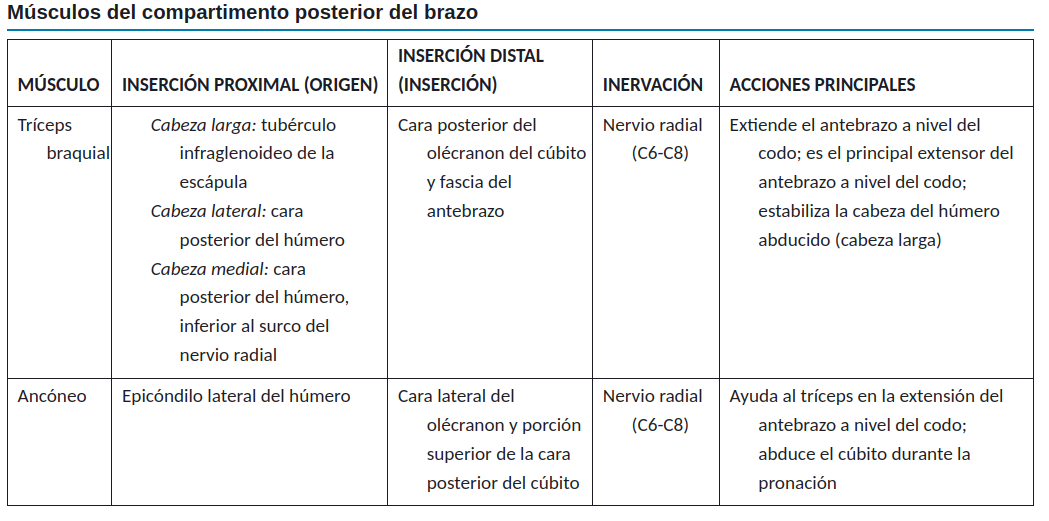 Músculos del compartimento posterior del brazo
MÚSCULO
INSERCIÓN PROXIMAL (ORIGEN)
INSERCIÓN DISTAL
(INSERCIÓN)
INERVACIÓN
ACCIONES PRINCIPALES
Tríceps
braquial
Cabeza larga: tubérculo
infraglenoideo de la
escápula
Cabeza lateral: cara
posterior del húmero
Cabeza medial: cara
posterior del húmero,
inferior al surco del
nervio radial
Cara posterior del
olécranon del cúbito
y fascia del
antebrazo
Nervio radial
(C6-C8)
Extiende el antebrazo a nivel del
codo; es el principal extensor del
antebrazo a nivel del codo;
estabiliza la cabeza del húmero
abducido (cabeza larga)
Ancóneo
Epicóndilo lateral del húmero
Cara lateral del
olécranon y porción
superior de la cara
posterior del cúbito
Nervio radial
(C6-C8)
Ayuda al tríceps en la extensión del
antebrazo a nivel del codo;
abduce el cúbito durante la
pronación